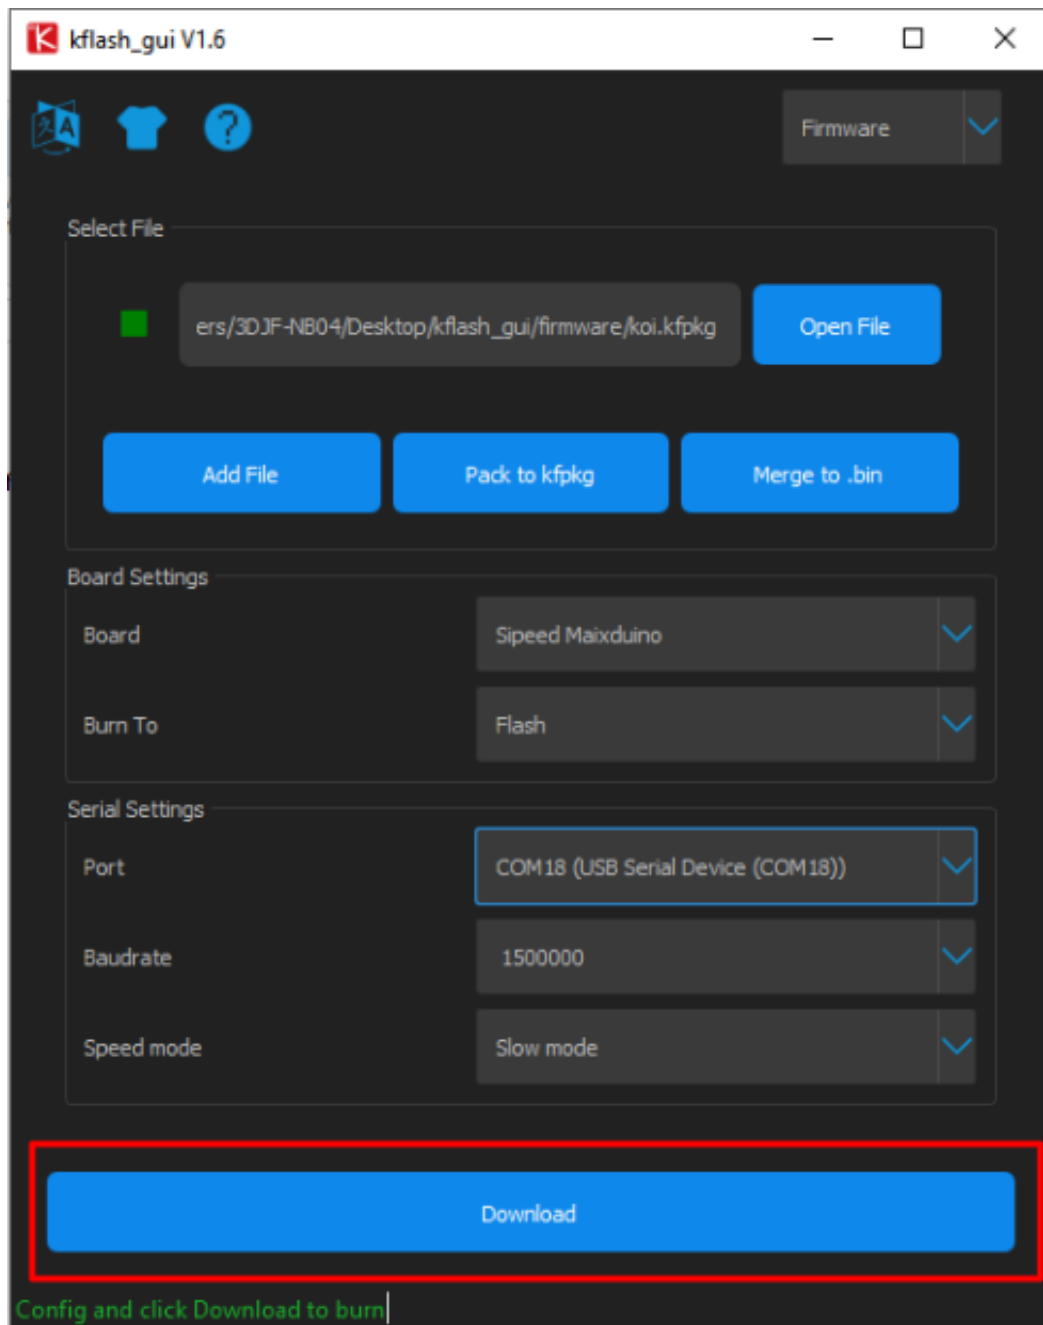 kflash_gui V1.6
Firmware
Select File
ers/3DJF-NB04/Desktop/kflash_gui/firmware/koi.kfpkg
Open File
Add File
Pack to kfpkg
Merge to .bin
Board Settings
Board
Sipeed Maixduino
Burn To
Flash
Serial Settings
Port
COM18 (USB Serial Device (COM18))
Baudrate
1500000
Speed mode
Slow mode
Download
Config and click Download to burn